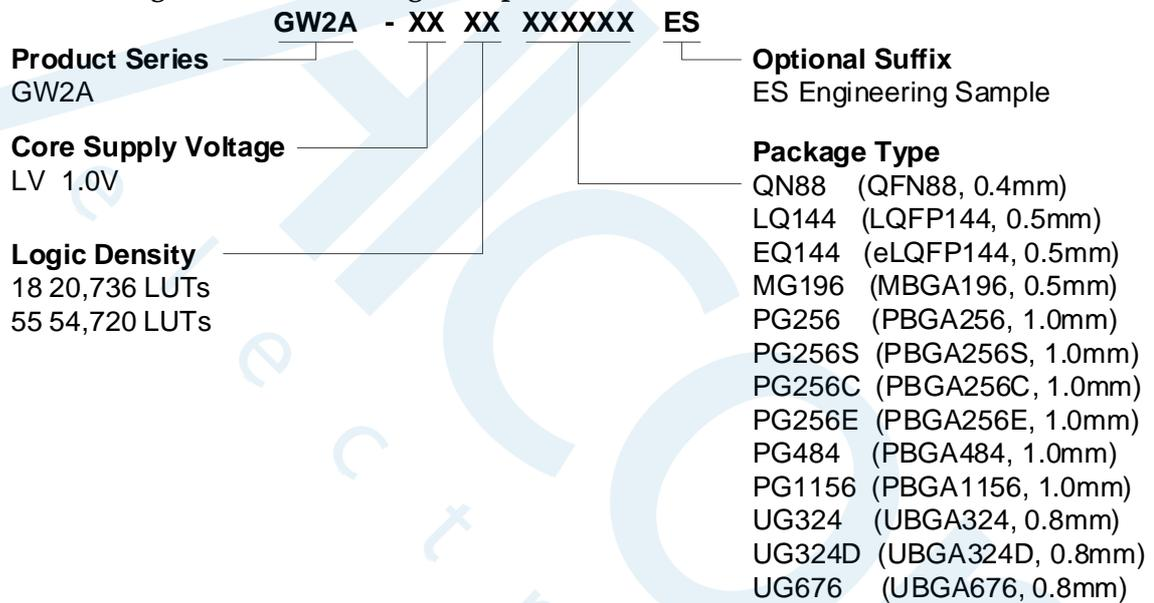 GW2A - XX XX XXXXXX ES
Product Series
GW2A
Core Supply Voltage
LV 1.0V
Logic Density
18 20,736 LUTs
55 54,720 LUTs
Optional Suffix
ES Engineering Sample
Package Type
QN88 (QFN88, 0.4mm)
LQ144 (LQFP144, 0.5mm)
EQ144 (eLQFP144, 0.5mm)
MG196 (MBGA196, 0.5mm)
PG256 (PBGA256, 1.0mm)
PG256S (PBGA256S, 1.0mm)
PG256C (PBGA256C, 1.0mm)
PG256E (PBGA256E, 1.0mm)
PG484 (PBGA484, 1.0mm)
PG1156 (PBGA1156, 1.0mm)
UG324 (UBGA324, 0.8mm)
UG324D (UBGA324D, 0.8mm)
UG676 (UBGA676, 0.8mm)